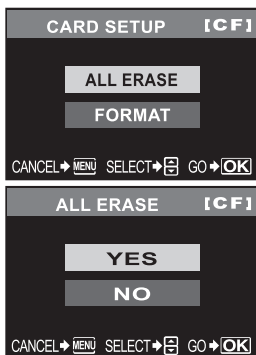 CARD SETUP [CF]
ALL ERASE
FORMAT
CANCEL MENU SELECT GO OK
ALL ERASE [CF]
YES
NO
CANCEL MENU SELECT GO OK